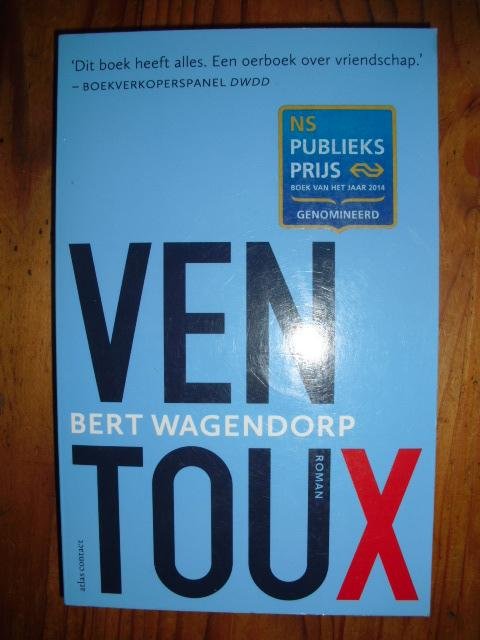 'Dit boek heeft alles. Een oerboek over vriendschap.'
– BOEKVERKOPERSPANEL DWDD
NS
PUBLIEKS
PRIJS
BOEK VAN HET JAAR 2014
GENOMINEERD
VEN
BERT WAGENDORP
TOUX
ROMAN
atlas contact